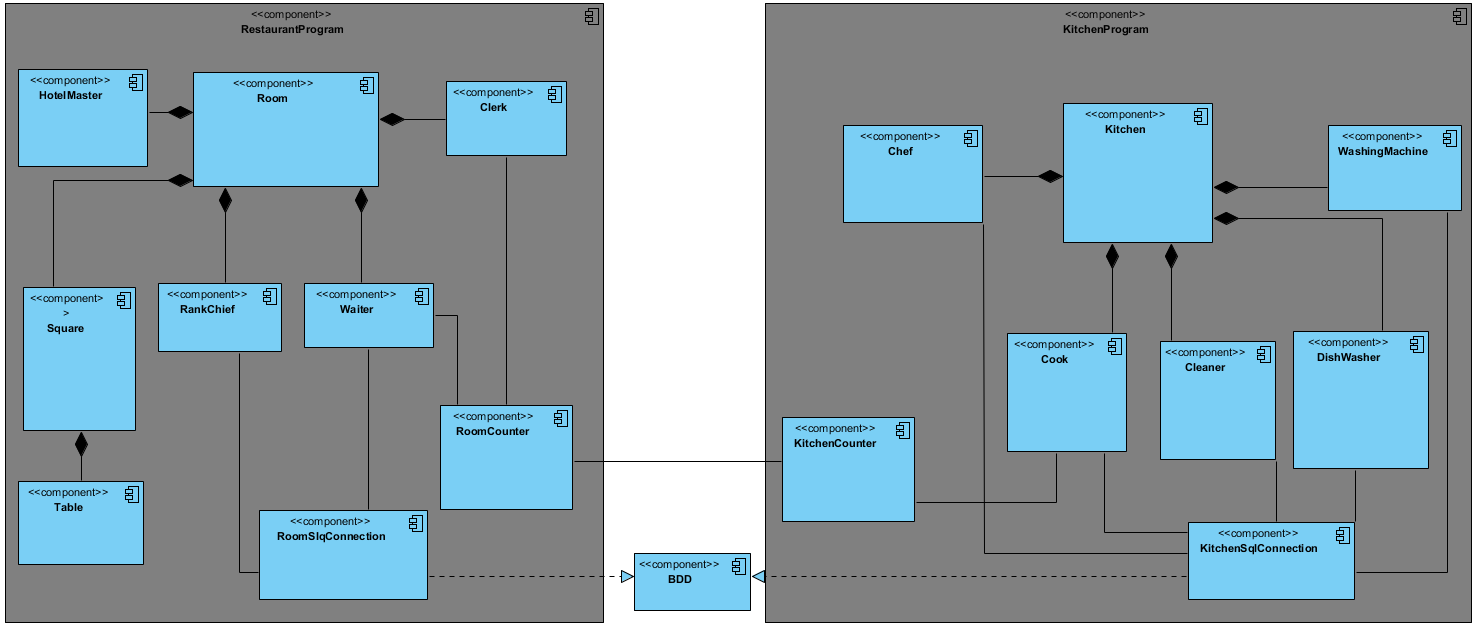 <<component>>
RestaurantProgram
<<component>>
HotelMaster
<<component>>
Room
<<component>>
Clerk
<<component>
>
Square
<<component>>
RankChief
<<component>>
Waiter
<<component>>
RoomCounter
<<component>>
Table
<<component>>
RoomSlqConnection
<<component>>
BDD
<<component>>
KitchenProgram
<<component>>
Chef
<<component>>
Kitchen
<<component>>
WashingMachine
<<component>>
Cook
<<component>>
Cleaner
<<component>>
DishWasher
<<component>>
KitchenCounter
<<component>>
KitchenSqlConnection